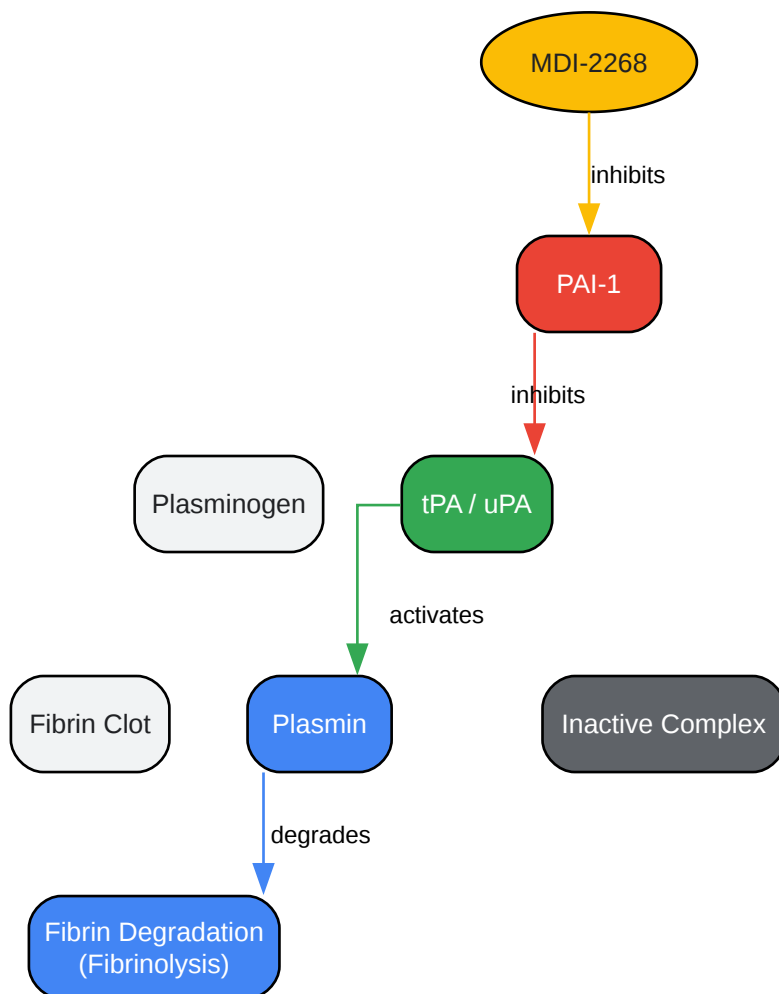 MDI-2268
inhibits
PAI-1
inhibits
Plasminogen
tPA / uPA
activates
Fibrin Clot
Plasmin
Inactive Complex
degrades
Fibrin Degradation
(Fibrinolysis)